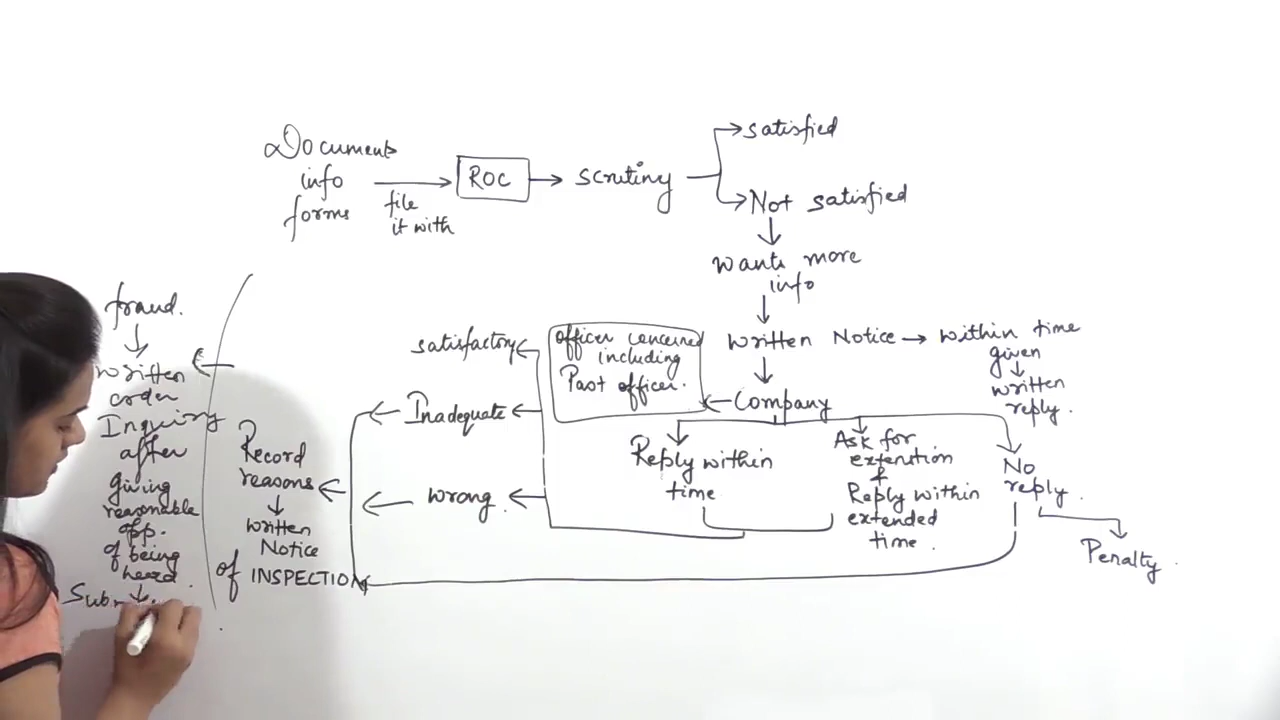 Documents
info
forms
file
it with
ROC
scrutiny
satisfied
Not satisfied
Wants more
info
Written Notice
within time
given
written
reply.
Company
officer concerned
including
Past officer.
Reply within
time
Ask for
extenstion
&
Reply within
extended
time.
No
reply.
Penalty.
satisfactory
Inadequate
wrong.
Record
reasons
written
Notice
of INSPECTION
fraud.
written
order
Inquiry
after
giving
reasonable
opp.
of being
heard.